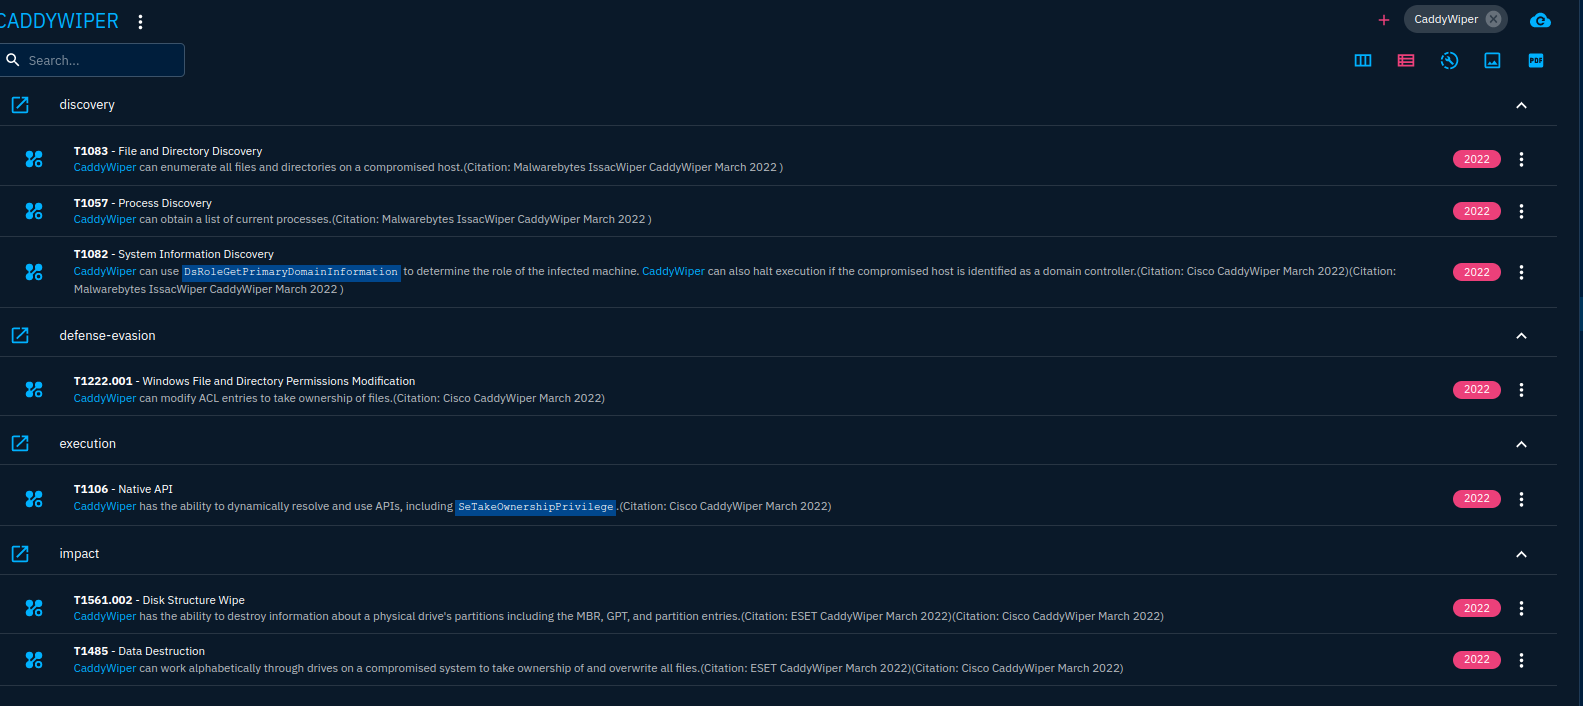 CADDYWIPER
CaddyWiper
Search...
PDF
discovery
T1083 - File and Directory Discovery
CaddyWiper can enumerate all files and directories on a compromised host.(Citation: Malwarebytes IssacWiper CaddyWiper March 2022 )
2022
T1057 - Process Discovery
CaddyWiper can obtain a list of current processes.(Citation: Malwarebytes IssacWiper CaddyWiper March 2022 )
2022
T1082 - System Information Discovery
CaddyWiper can use DsRoleGetPrimaryDomainInformation to determine the role of the infected machine. CaddyWiper can also halt execution if the compromised host is identified as a domain controller.(Citation: Cisco CaddyWiper March 2022)(Citation:
Malwarebytes IssacWiper CaddyWiper March 2022 )
2022
defense-evasion
T1222.001 - Windows File and Directory Permissions Modification
CaddyWiper can modify ACL entries to take ownership of files.(Citation: Cisco CaddyWiper March 2022)
2022
execution
T1106 - Native API
CaddyWiper has the ability to dynamically resolve and use APIs, including SeTakeOwnershipPrivilege.(Citation: Cisco CaddyWiper March 2022)
2022
impact
T1561.002 - Disk Structure Wipe
CaddyWiper has the ability to destroy information about a physical drive's partitions including the MBR, GPT, and partition entries.(Citation: ESET CaddyWiper March 2022)(Citation: Cisco CaddyWiper March 2022)
2022
T1485 - Data Destruction
CaddyWiper can work alphabetically through drives on a compromised system to take ownership of and overwrite all files.(Citation: ESET CaddyWiper March 2022)(Citation: Cisco CaddyWiper March 2022)
2022